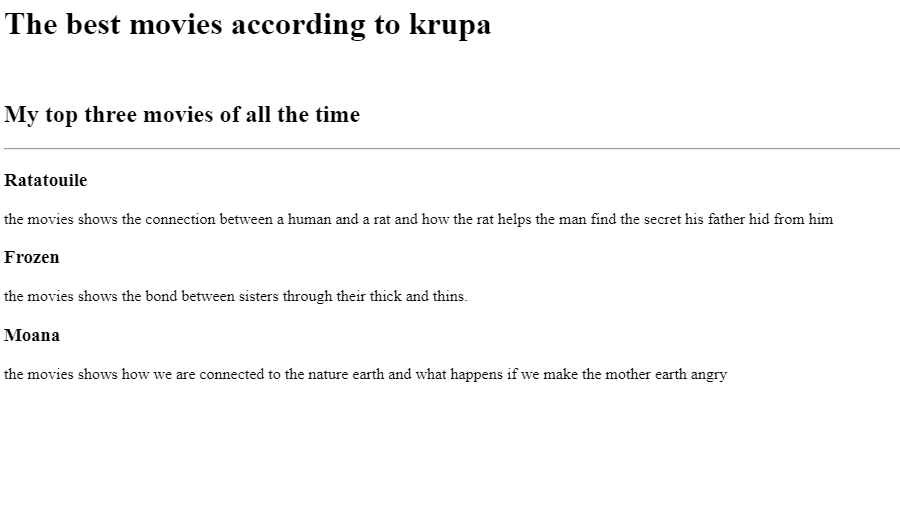 The best movies according to krupa
My top three movies of all the time
Ratatouile
the movies shows the connection between a human and a rat and how the rat helps the man find the secret his father hid from him
Frozen
the movies shows the bond between sisters through their thick and thins.
Moana
the movies shows how we are connected to the nature earth and what happens if we make the mother earth angry